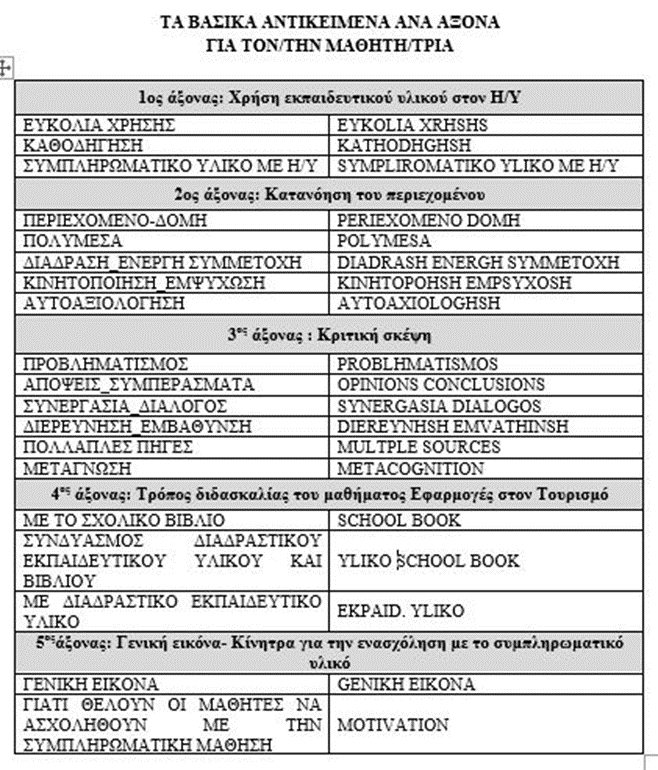 ΤΑ ΒΑΣΙΚΑ ΑΝΤΙΚΕΙΜΕΝΑ ΑΝΑ ΑΞΟΝΑ
ΓΙΑ ΤΟΝ/ΤΗΝ ΜΑΘΗΤΗ/ΤΡΙΑ
1ος άξονας: Χρήση εκπαιδευτικού υλικού στον Η/Υ
ΕΥΚΟΛΙΑ ΧΡΗΣΗΣ EYKOLIA XRHSHS
ΚΑΘΟΔΗΓΗΣΗ KATHODHGHSH
ΣΥΜΠΛΗΡΩΜΑΤΙΚΟ ΥΛΙΚΟ ΜΕ Η/Υ SYMPLIROMATIKO YLIKO ME H/Y
2ος άξονας: Κατανόηση του περιεχομένου
ΠΕΡΙΕΧΟΜΕΝΟ-ΔΟΜΗ PERIEXOMENO DOMH
ΠΟΛΥΜΕΣΑ POLYMESA
ΔΙΑΔΡΑΣΗ_ΕΝΕΡΓΗ ΣΥΜΜΕΤΟΧΗ DIADRASH ENERGH SYMMETOXH
ΚΙΝΗΤΟΠΟΙΗΣΗ_ΕΜΨΥΧΩΣΗ KINHTOPOHSH EMPSYXOSH
ΑΥΤΟΑΞΙΟΛΟΓΗΣΗ AYTOAXIOLOGHSH
3ος άξονας : Κριτική σκέψη
ΠΡΟΒΛΗΜΑΤΙΣΜΟΣ PROBLHMATISMOS
ΑΠΟΨΕΙΣ_ΣΥΜΠΕΡΑΣΜΑΤΑ OPINIONS CONCLUSIONS
ΣΥΝΕΡΓΑΣΙΑ_ΔΙΑΛΟΓΟΣ SYNERGASIA DIALOGOS
ΔΙΕΡΕΥΝΗΣΗ_ΕΜΒΑΘΥΝΣΗ DIEREYNHSH EMVATHINSH
ΠΟΛΛΑΠΛΕΣ ΠΗΓΕΣ MULTPLE SOURCES
ΜΕΤΑΓΝΩΣΗ METACOGNITION
4ος άξονας: Τρόπος διδασκαλίας του μαθήματος Εφαρμογές στον Τουρισμό
ΜΕ ΤΟ ΣΧΟΛΙΚΟ ΒΙΒΛΙΟ SCHOOL BOOK
ΣΥΝΔΥΑΣΜΟΣ ΔΙΑΔΡΑΣΤΙΚΟΥ
ΕΚΠΑΙΔΕΥΤΙΚΟΥ ΥΛΙΚΟΥ ΚΑΙ
ΒΙΒΛΙΟΥ
YLIKO SCHOOL BOOK
ΜΕ ΔΙΑΔΡΑΣΤΙΚΟ ΕΚΠΑΙΔΕΥΤΙΚΟ
ΥΛΙΚΟ
EKPAID. YLIKO
5ος άξονας: Γενική εικόνα- Κίνητρα για την ενασχόληση με το συμπληρωματικό
υλικό
ΓΕΝΙΚΗ ΕΙΚΟΝΑ GENIKH EIKONA
ΓΙΑΤΙ ΘΕΛΟΥΝ ΟΙ ΜΑΘΗΤΕΣ ΝΑ
ΑΣΧΟΛΗΘΟΥΝ ΜΕ ΤΗΝ
ΣΥΜΠΛΗΡΩΜΑΤΙΚΗ ΜΑΘΗΣΗ
MOTIVATION